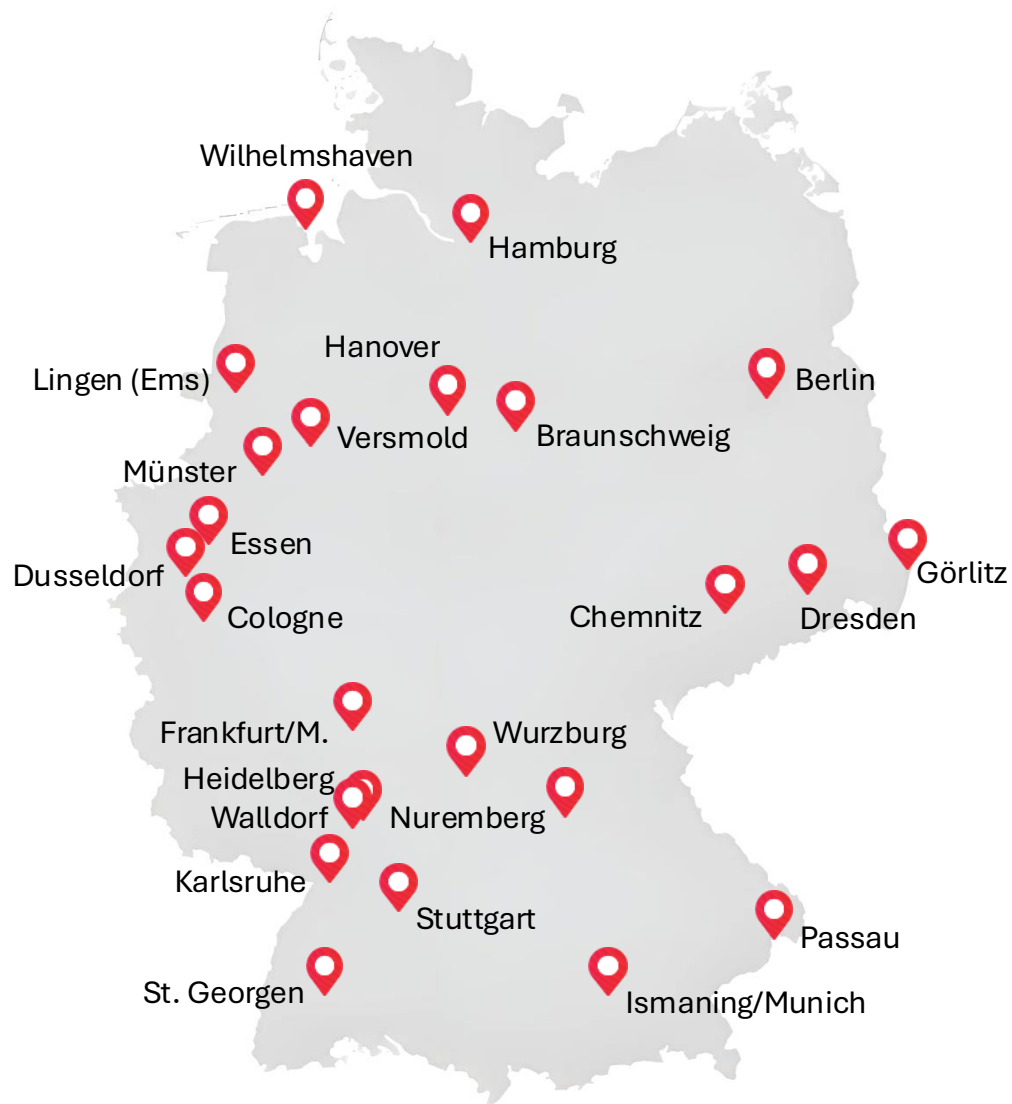 Wilhelmshaven
Hamburg
Hanover
Lingen (Ems)
Berlin
Versmold
Braunschweig
Münster
Essen
Dusseldorf
Görlitz
Cologne
Chemnitz
Dresden
Frankfurt/M.
Wurzburg
Heidelberg
Walldorf
Nuremberg
Karlsruhe
Stuttgart
Passau
St. Georgen
Ismaning/Munich